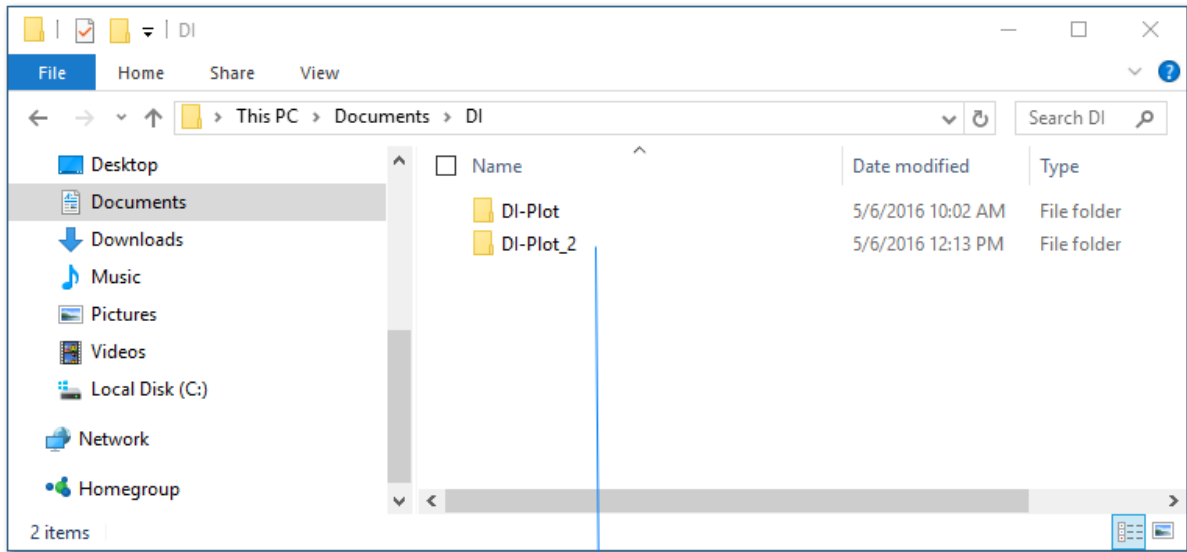 DI
File Home Share View
This PC > Documents > DI
Search DI
Desktop
Documents
Downloads
Music
Pictures
Videos
Local Disk (C:)
Network
Homegroup
Name Date modified Type
DI-Plot 5/6/2016 10:02 AM File folder
DI-Plot_2 5/6/2016 12:13 PM File folder
2 items